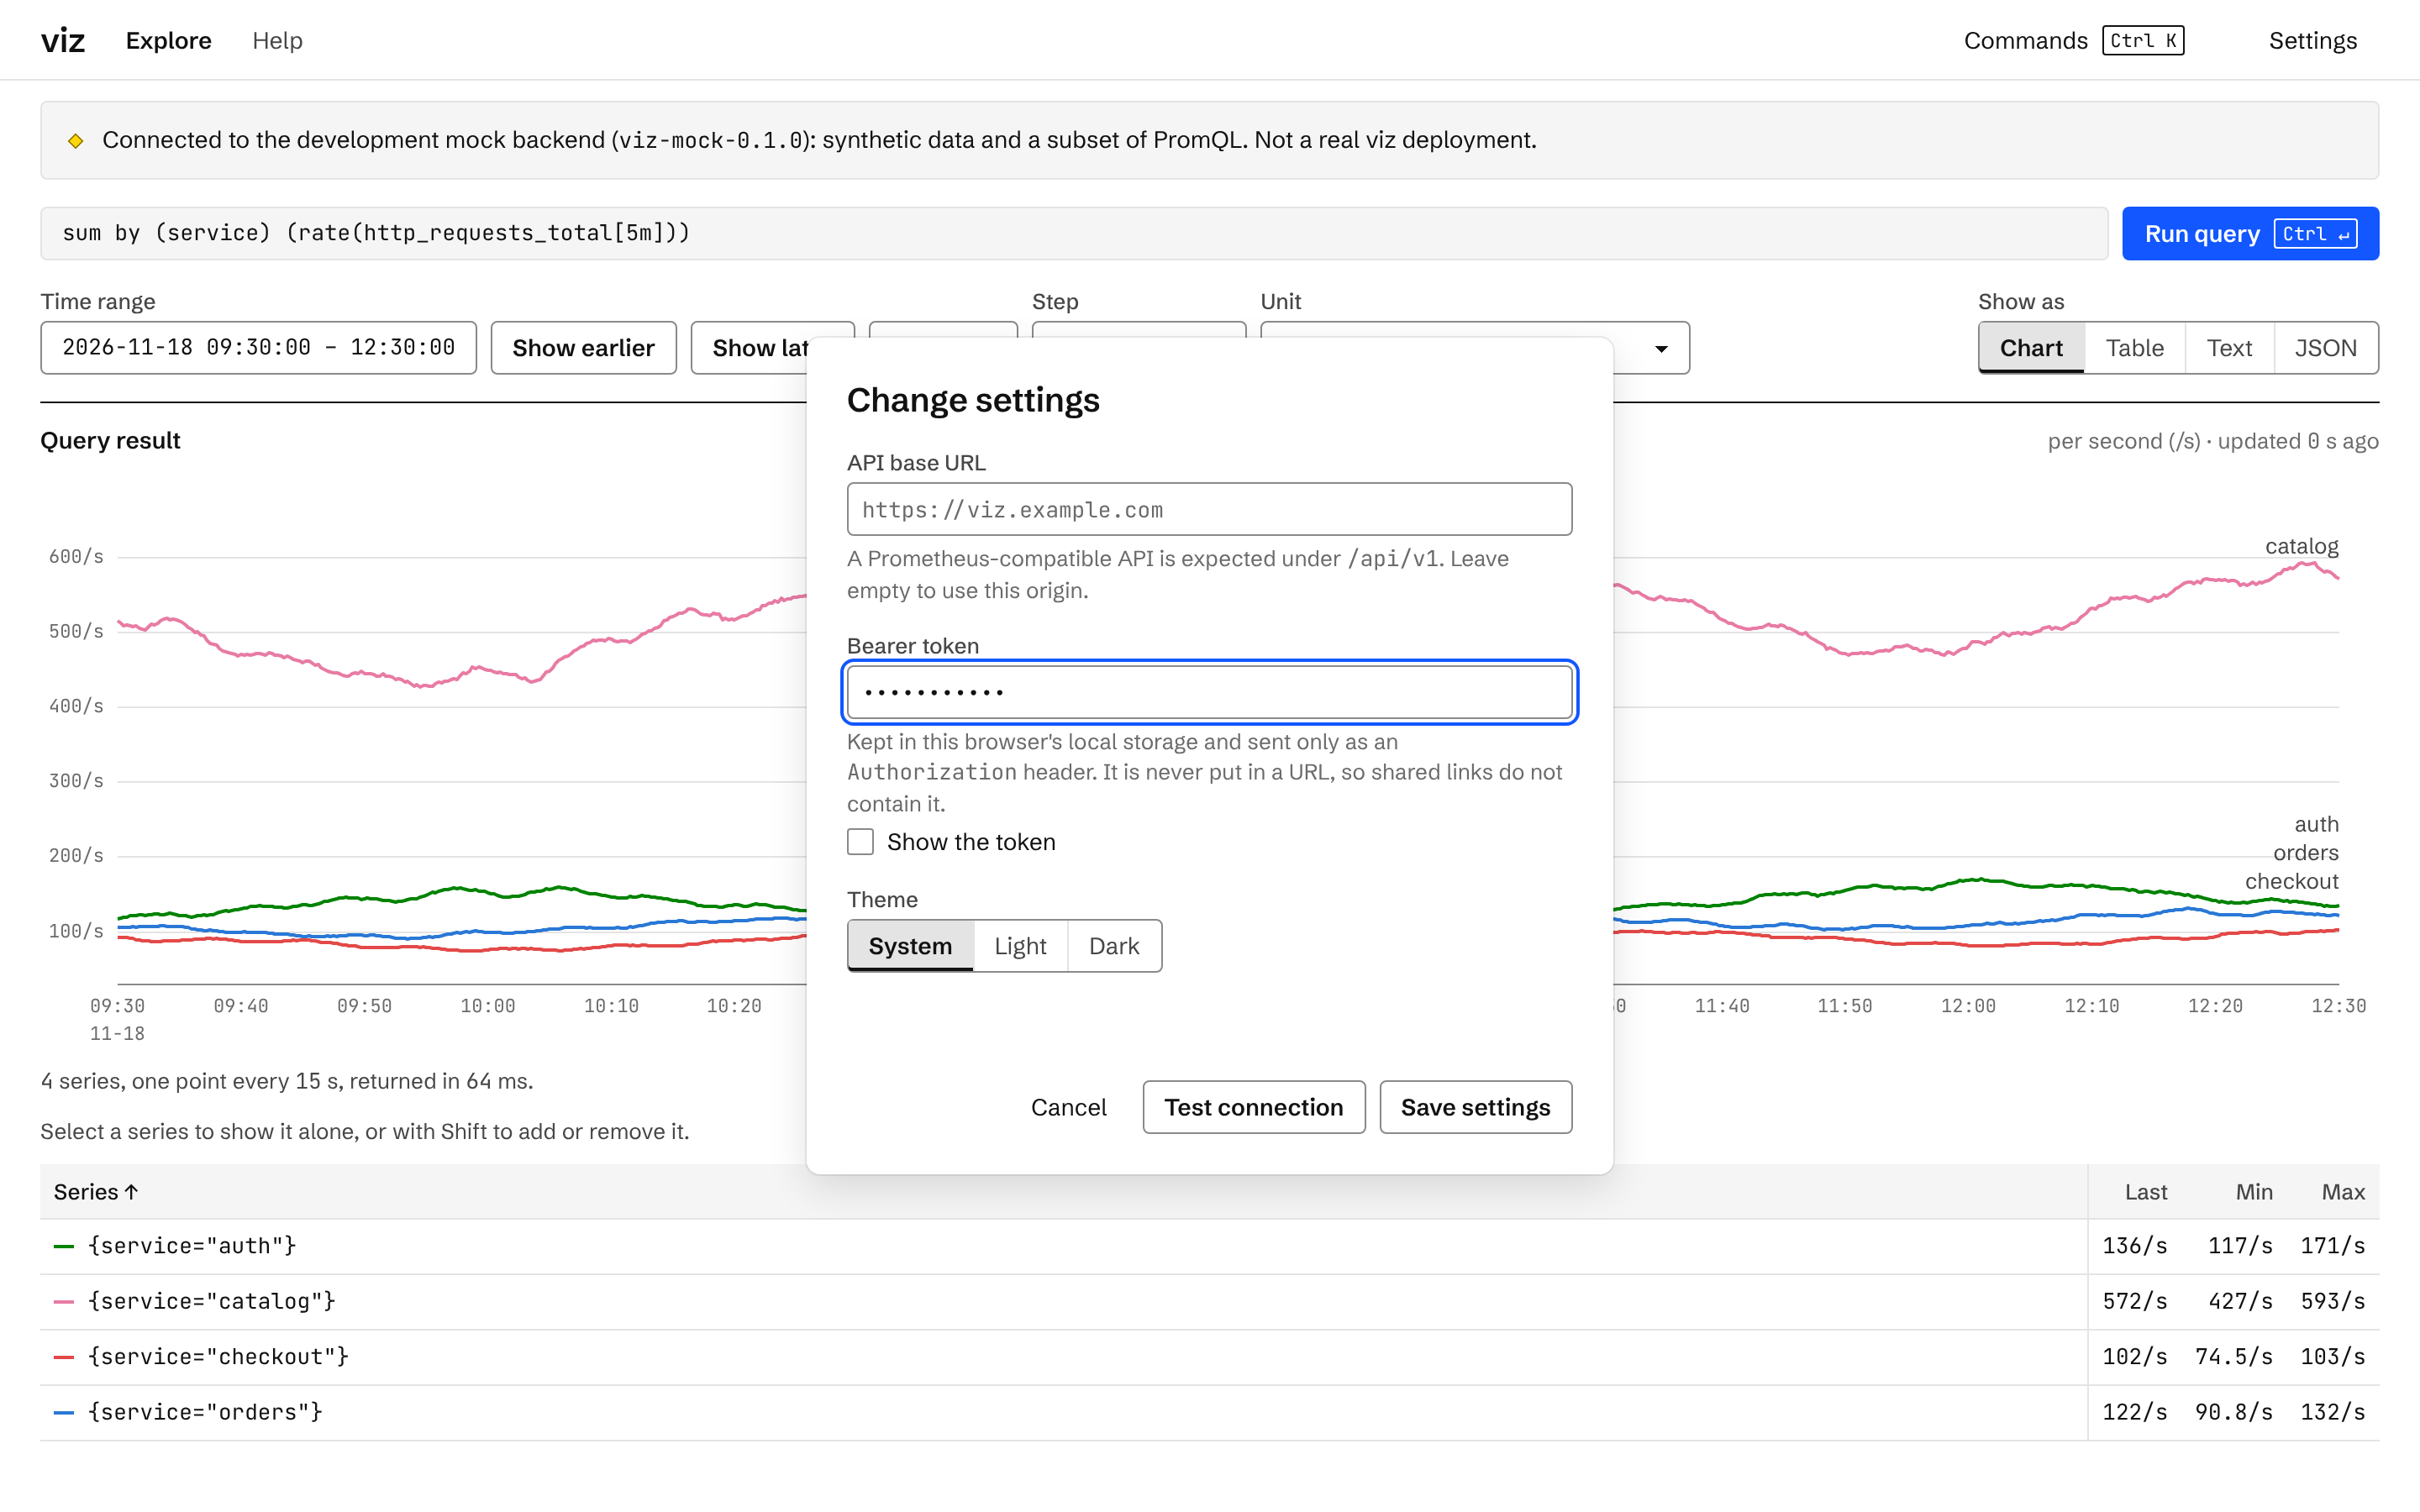 viz Explore Help Commands Ctrl K Settings
Connected to the development mock backend (viz-mock-0.1.0): synthetic data and a subset of PromQL. Not a real viz deployment.
sum by (service) (rate(http_requests_total[5m])) Run query Ctrl ↵
Time range Step Unit Show as
2026-11-18 09:30:00 – 12:30:00 Show earlier Show lat Chart Table Text JSON
Query result per second (/s) · updated 0 s ago
Change settings
API base URL
https://viz.example.com
A Prometheus-compatible API is expected under /api/v1. Leave
empty to use this origin.
Bearer token
•••••••••••
Kept in this browser's local storage and sent only as an
Authorization header. It is never put in a URL, so shared links do not
contain it.
Show the token
Theme
System Light Dark
Cancel Test connection Save settings
600/s
500/s
400/s
300/s
200/s
100/s
catalog
auth
orders
checkout
09:30 09:40 09:50 10:00 10:10 10:20 11:40 11:50 12:00 12:10 12:20 12:30
11-18
4 series, one point every 15 s, returned in 64 ms.
Select a series to show it alone, or with Shift to add or remove it.
Series ↑ Last Min Max
{service="auth"} 136/s 117/s 171/s
{service="catalog"} 572/s 427/s 593/s
{service="checkout"} 102/s 74.5/s 103/s
{service="orders"} 122/s 90.8/s 132/s